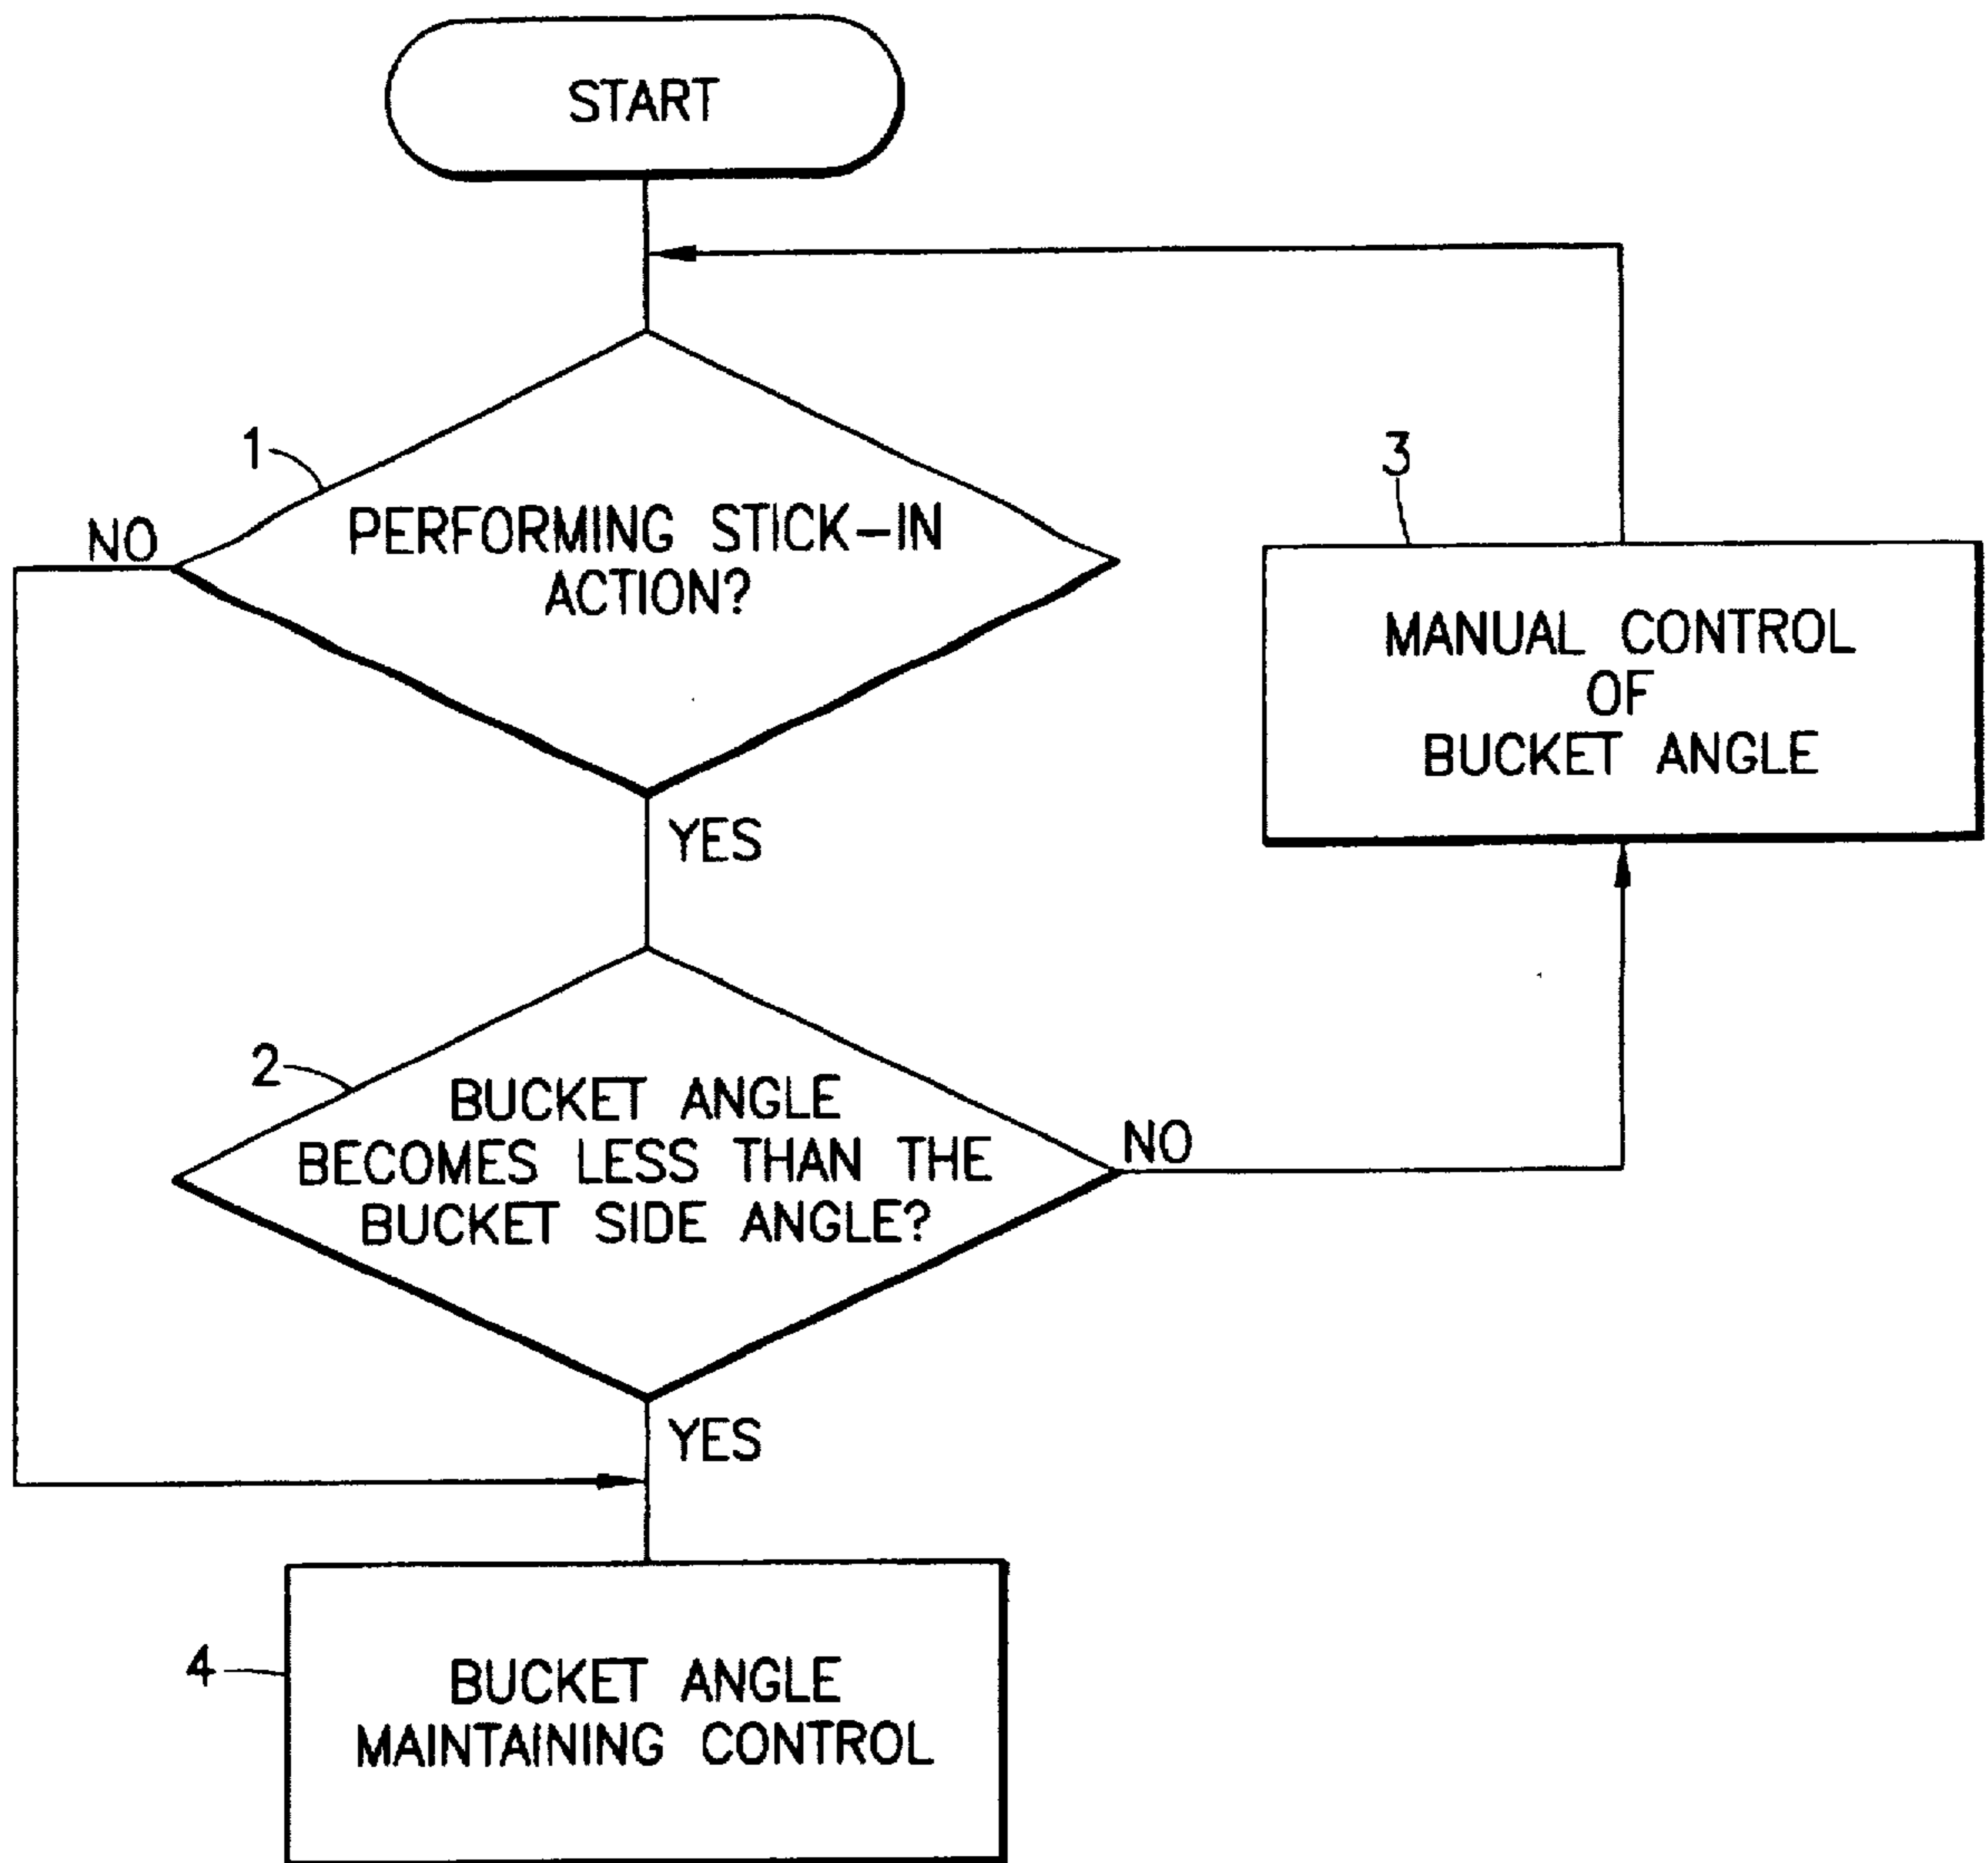 START
1
NO
PERFORMING STICK-IN
ACTION?
YES
3
MANUAL CONTROL
OF
BUCKET ANGLE
2
BUCKET ANGLE
BECOMES LESS THAN THE
BUCKET SIDE ANGLE?
NO
YES
4
BUCKET ANGLE
MAINTAINING CONTROL